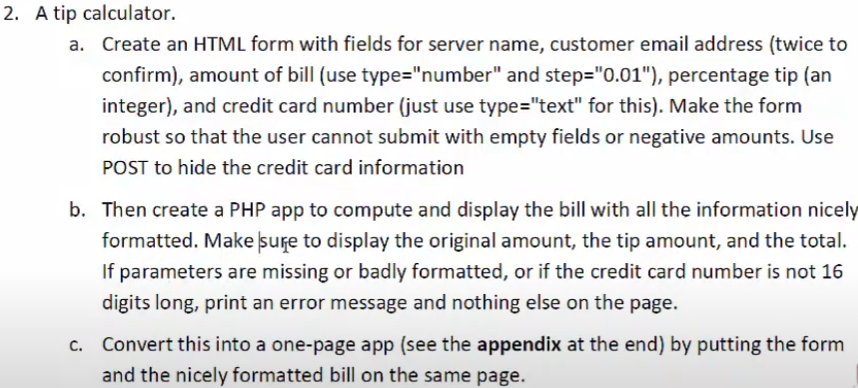 2. A tip calculator.
a. Create an HTML form with fields for server name, customer email address (twice to
confirm), amount of bill (use type="number" and step="0.01"), percentage tip (an
integer), and credit card number (just use type="text" for this). Make the form
robust so that the user cannot submit with empty fields or negative amounts. Use
POST to hide the credit card information
b. Then create a PHP app to compute and display the bill with all the information nicely
formatted. Make sure to display the original amount, the tip amount, and the total.
If parameters are missing or badly formatted, or if the credit card number is not 16
digits long, print an error message and nothing else on the page.
c. Convert this into a one-page app (see the appendix at the end) by putting the form
and the nicely formatted bill on the same page.